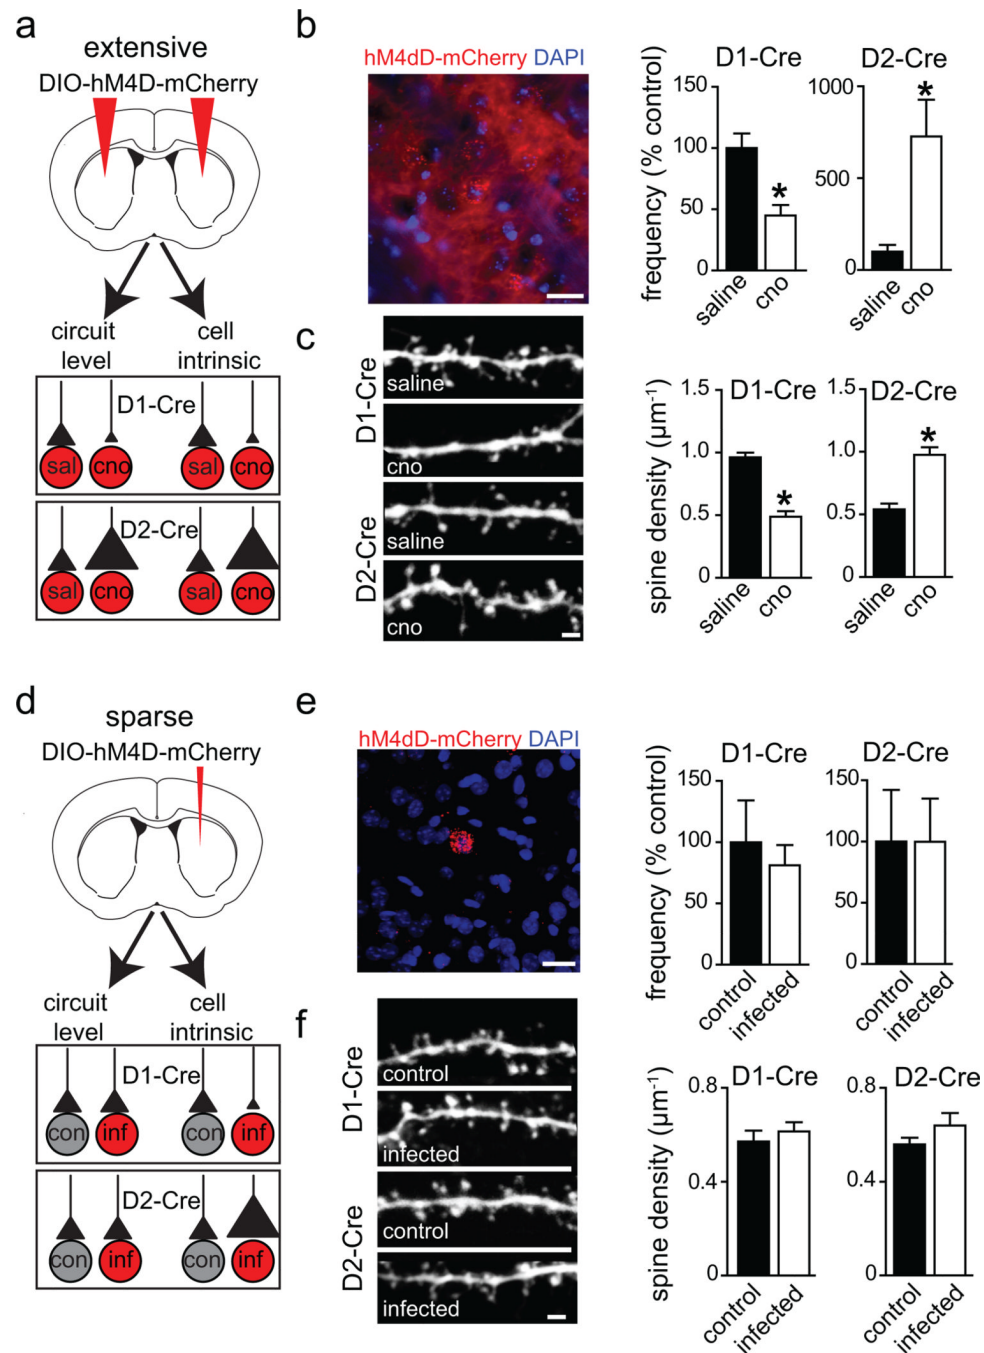 a
extensive
DIO-hM4D-mCherry
circuit
level
cell
intrinsic
D1-Cre
sal
cno
sal
cno
D2-Cre
sal
cno
sal
cno
b
hM4dD-mCherry DAPI
D1-Cre
frequency (% control)
150
100
50
0
saline
cno
*
D2-Cre
1000
500
0
saline
cno
*
c
D1-Cre
saline
cno
D2-Cre
saline
cno
D1-Cre
spine density (µm⁻¹)
1.5
1.0
0.5
0
saline
cno
*
D2-Cre
1.5
1.0
0.5
0
saline
cno
*
d
sparse
DIO-hM4D-mCherry
circuit
level
cell
intrinsic
D1-Cre
con
inf
con
inf
D2-Cre
con
inf
con
inf
e
hM4dD-mCherry DAPI
D1-Cre
frequency (% control)
150
100
50
0
control
infected
D2-Cre
150
100
50
0
control
infected
f
D1-Cre
control
infected
D2-Cre
control
infected
D1-Cre
spine density (µm⁻¹)
0.8
0.4
0
control
infected
D2-Cre
0.8
0.4
0
control
infected